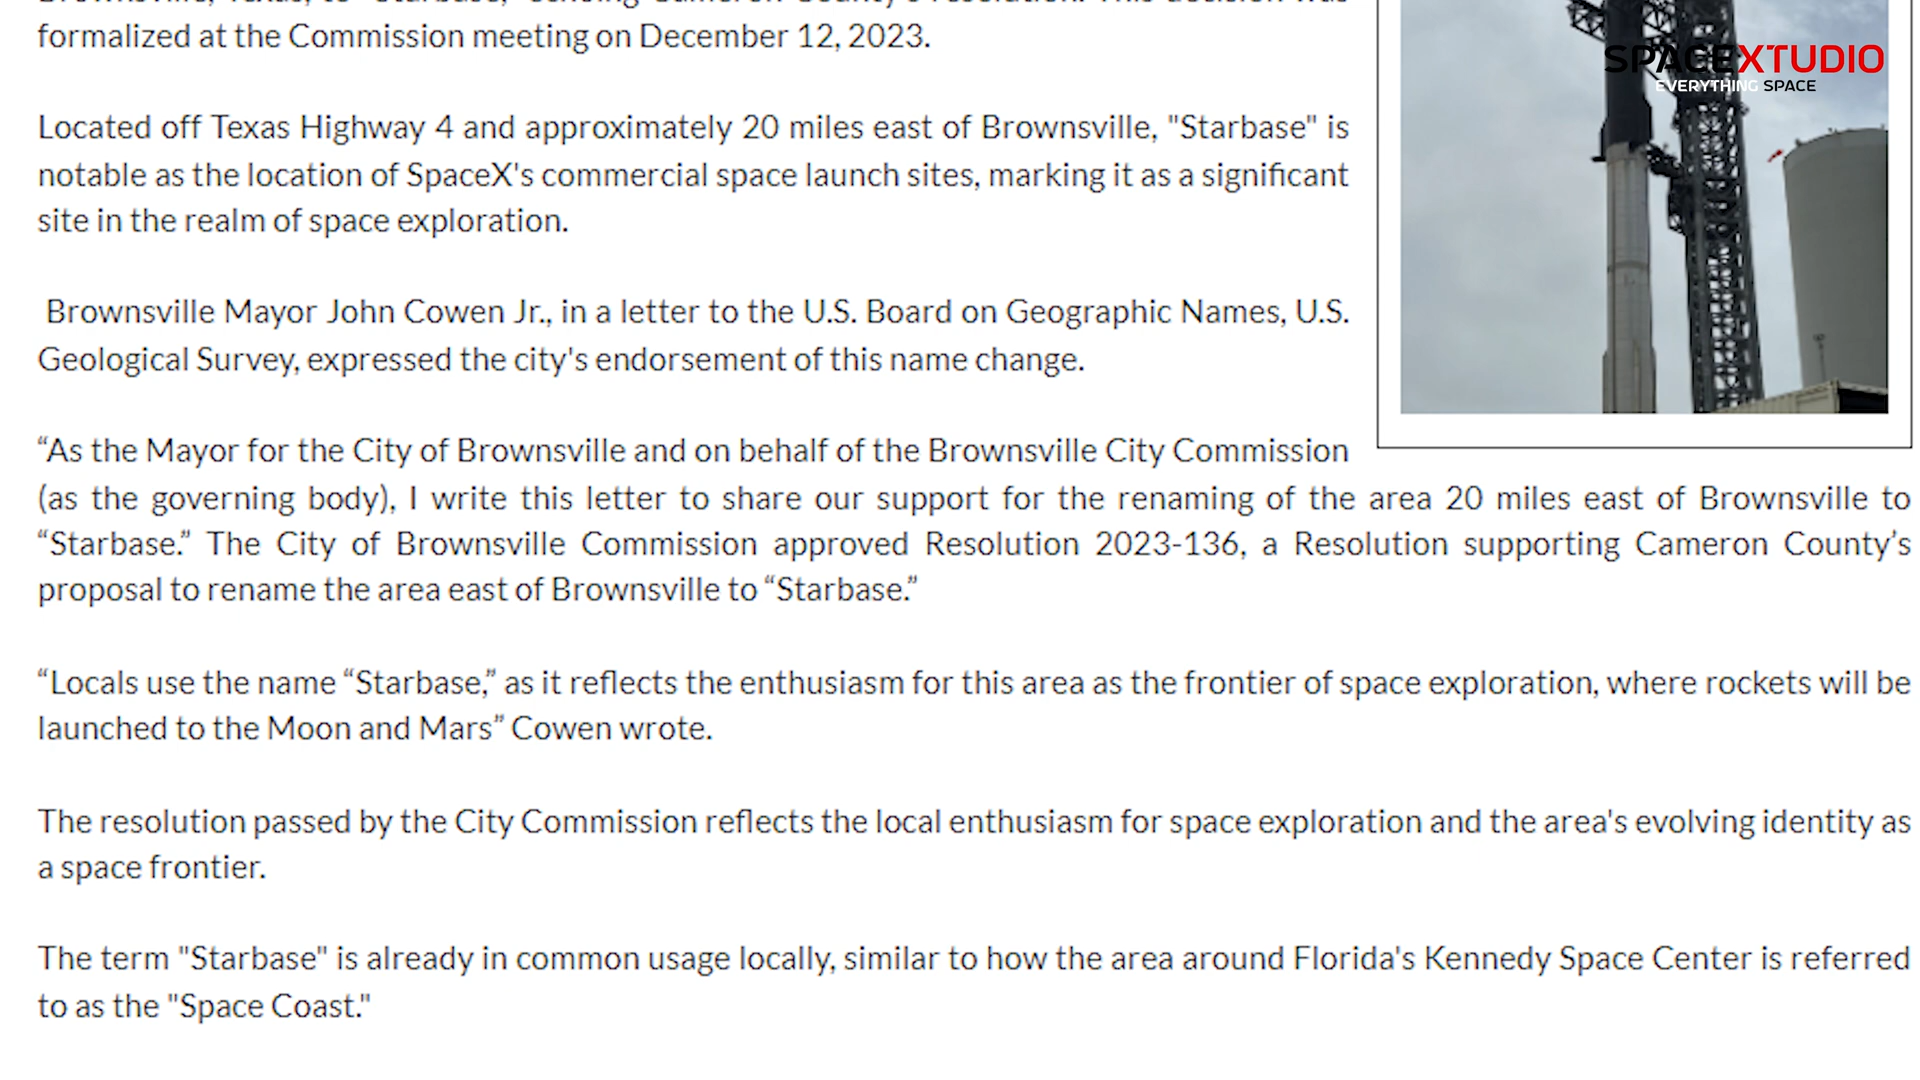 formalized at the Commission meeting on December 12, 2023.
SPACEXTUDIO
EVERYTHING SPACE
Located off Texas Highway 4 and approximately 20 miles east of Brownsville, "Starbase" is
notable as the location of SpaceX's commercial space launch sites, marking it as a significant
site in the realm of space exploration.
Brownsville Mayor John Cowen Jr., in a letter to the U.S. Board on Geographic Names, U.S.
Geological Survey, expressed the city's endorsement of this name change.
“As the Mayor for the City of Brownsville and on behalf of the Brownsville City Commission
(as the governing body), I write this letter to share our support for the renaming of the area 20 miles east of Brownsville to
“Starbase.” The City of Brownsville Commission approved Resolution 2023-136, a Resolution supporting Cameron County’s
proposal to rename the area east of Brownsville to “Starbase.”
“Locals use the name “Starbase,” as it reflects the enthusiasm for this area as the frontier of space exploration, where rockets will be
launched to the Moon and Mars” Cowen wrote.
The resolution passed by the City Commission reflects the local enthusiasm for space exploration and the area's evolving identity as
a space frontier.
The term "Starbase" is already in common usage locally, similar to how the area around Florida's Kennedy Space Center is referred
to as the "Space Coast."